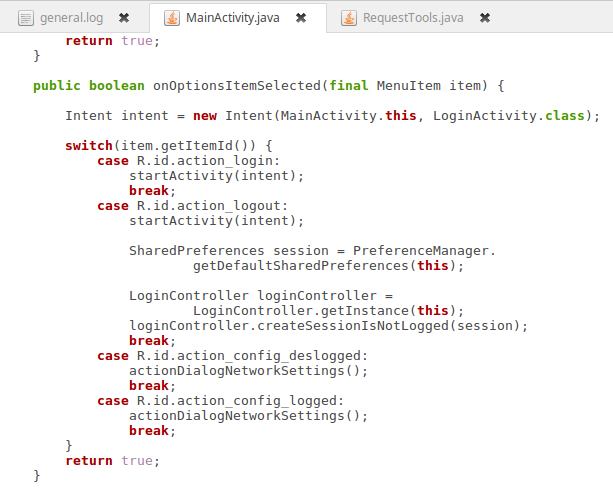 general.log ✖ MainActivity.java ✖ RequestTools.java ✖
        return true;
    }

    public boolean onOptionsItemSelected(final MenuItem item) {

        Intent intent = new Intent(MainActivity.this, LoginActivity.class);

        switch(item.getItemId()) {
            case R.id.action_login:
                startActivity(intent);
                break;
            case R.id.action_logout:
                startActivity(intent);

                SharedPreferences session = PreferenceManager.
                        getDefaultSharedPreferences(this);

                LoginController loginController =
                        LoginController.getInstance(this);
                loginController.createSessionIsNotLogged(session);
                break;
            case R.id.action_config_deslogged:
                actionDialogNetworkSettings();
                break;
            case R.id.action_config_logged:
                actionDialogNetworkSettings();
                break;
        }
        return true;
    }